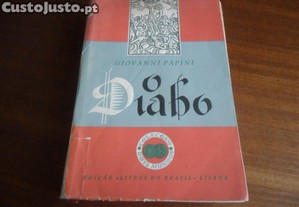 CustoJusto.pt
GIOVANNI PAPINI
O
Diabo
EDIÇÃO «LIVROS DO BRASIL» LISBOA